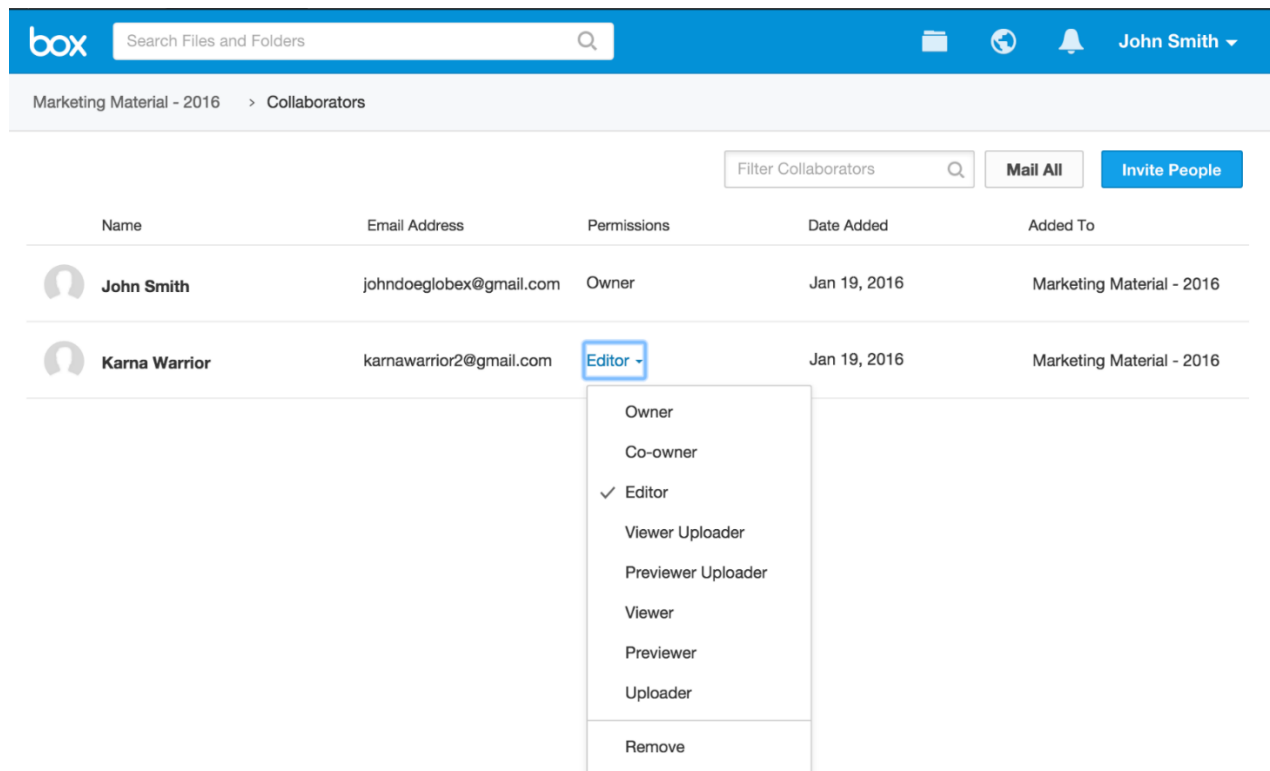 box Search Files and Folders John Smith
Marketing Material - 2016 > Collaborators
Filter Collaborators Mail All Invite People
Name Email Address Permissions Date Added Added To
John Smith johndoeglobex@gmail.com Owner Jan 19, 2016 Marketing Material - 2016
Karna Warrior karnawarrior2@gmail.com Editor Jan 19, 2016 Marketing Material - 2016
Owner
Co-owner
Editor
Viewer Uploader
Previewer Uploader
Viewer
Previewer
Uploader
Remove